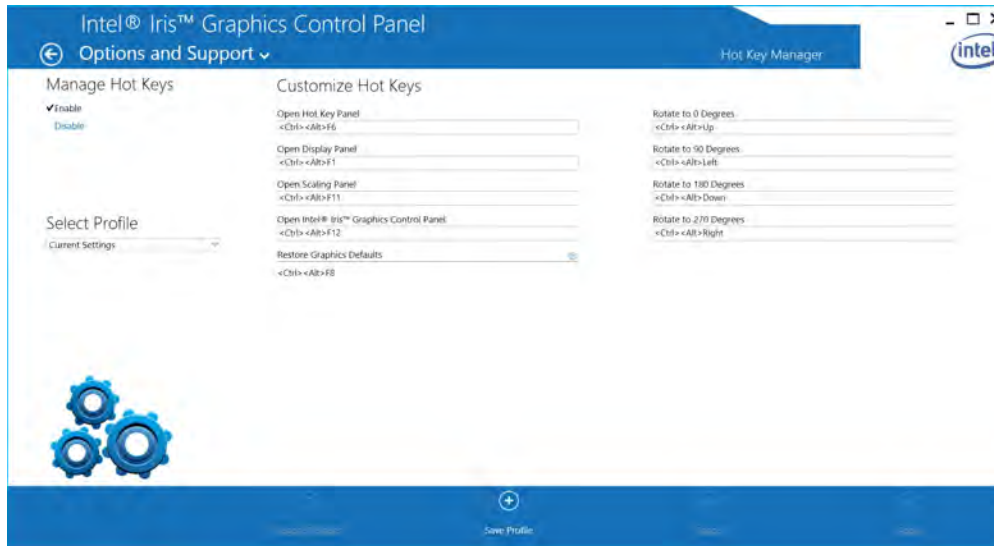 Intel® Iris™ Graphics Control Panel
Options and Support
Hot Key Manager
intel
Manage Hot Keys
Enable
Disable
Select Profile
Current Settings
Customize Hot Keys
Open Hot Key Panel
<Ctrl><Alt>F6
Open Display Panel
<Ctrl><Alt>F1
Open Scaling Panel
<Ctrl><Alt>F11
Open Intel® Iris™ Graphics Control Panel
<Ctrl><Alt>F12
Restore Graphics Defaults
<Ctrl><Alt>F8
Rotate to 0 Degrees
<Ctrl><Alt>Up
Rotate to 90 Degrees
<Ctrl><Alt>Left
Rotate to 180 Degrees
<Ctrl><Alt>Down
Rotate to 270 Degrees
<Ctrl><Alt>Right
Save Profile